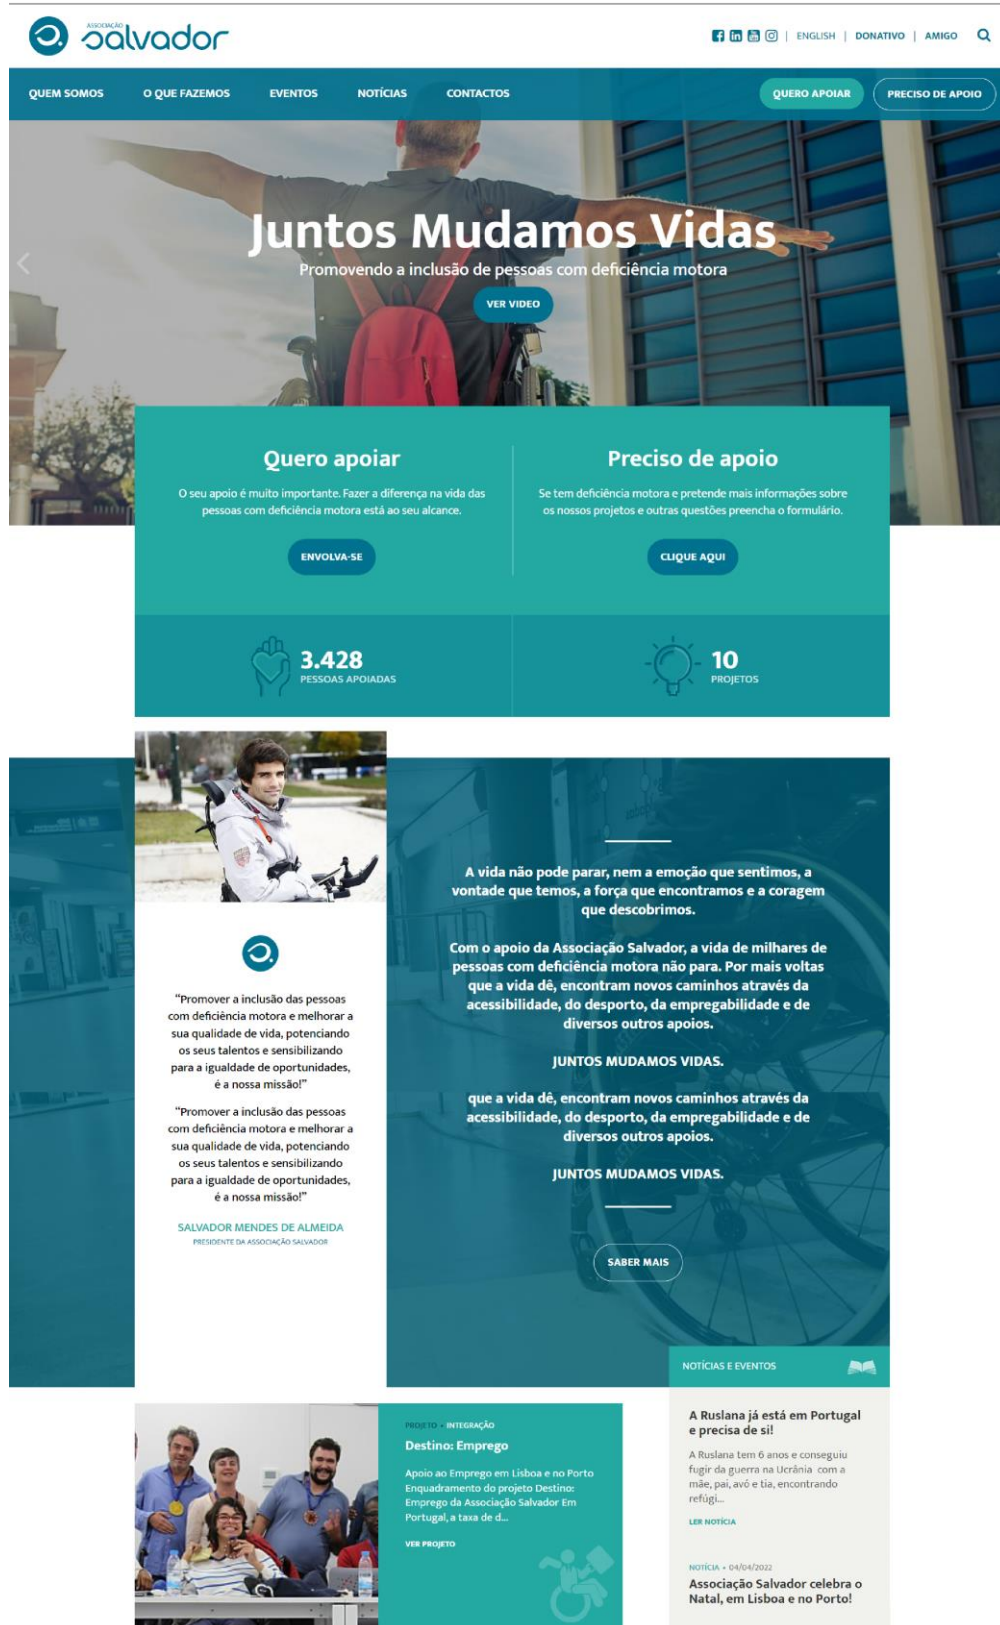 ASSOCIAÇÃO
salvador
ENGLISH | DONATIVO | AMIGO
QUEM SOMOS O QUE FAZEMOS EVENTOS NOTÍCIAS CONTACTOS QUERO APOIAR PRECISO DE APOIO
Juntos Mudamos Vidas
Promovendo a inclusão de pessoas com deficiência motora
VER VIDEO
Quero apoiar
O seu apoio é muito importante. Fazer a diferença na vida das
pessoas com deficiência motora está ao seu alcance.
ENVOLVA-SE
Preciso de apoio
Se tem deficiência motora e pretende mais informações sobre
os nossos projetos e outras questões preencha o formulário.
CLIQUE AQUI
3.428
PESSOAS APOIADAS
10
PROJETOS
“Promover a inclusão das pessoas
com deficiência motora e melhorar a
sua qualidade de vida, potenciando
os seus talentos e sensibilizando
para a igualdade de oportunidades,
é a nossa missão!”
“Promover a inclusão das pessoas
com deficiência motora e melhorar a
sua qualidade de vida, potenciando
os seus talentos e sensibilizando
para a igualdade de oportunidades,
é a nossa missão!”
SALVADOR MENDES DE ALMEIDA
PRESIDENTE DA ASSOCIAÇÃO SALVADOR
A vida não pode parar, nem a emoção que sentimos, a
vontade que temos, a força que encontramos e a coragem
que descobrimos.
Com o apoio da Associação Salvador, a vida de milhares de
pessoas com deficiência motora não para. Por mais voltas
que a vida dê, encontram novos caminhos através da
acessibilidade, do desporto, da empregabilidade e de
diversos outros apoios.
JUNTOS MUDAMOS VIDAS.
que a vida dê, encontram novos caminhos através da
acessibilidade, do desporto, da empregabilidade e de
diversos outros apoios.
JUNTOS MUDAMOS VIDAS.
SABER MAIS
PROJETO • INTEGRAÇÃO
Destino: Emprego
Apoio ao Emprego em Lisboa e no Porto
Enquadramento do projeto Destino:
Emprego da Associação Salvador Em
Portugal, a taxa de d...
VER PROJETO
NOTÍCIAS E EVENTOS
A Ruslana já está em Portugal
e precisa de si!
A Ruslana tem 6 anos e conseguiu
fugir da guerra na Ucrânia com a
mãe, pai, avó e tia, encontrando
refúgi...
LER NOTÍCIA
NOTÍCIA • 04/04/2022
Associação Salvador celebra o
Natal, em Lisboa e no Porto!